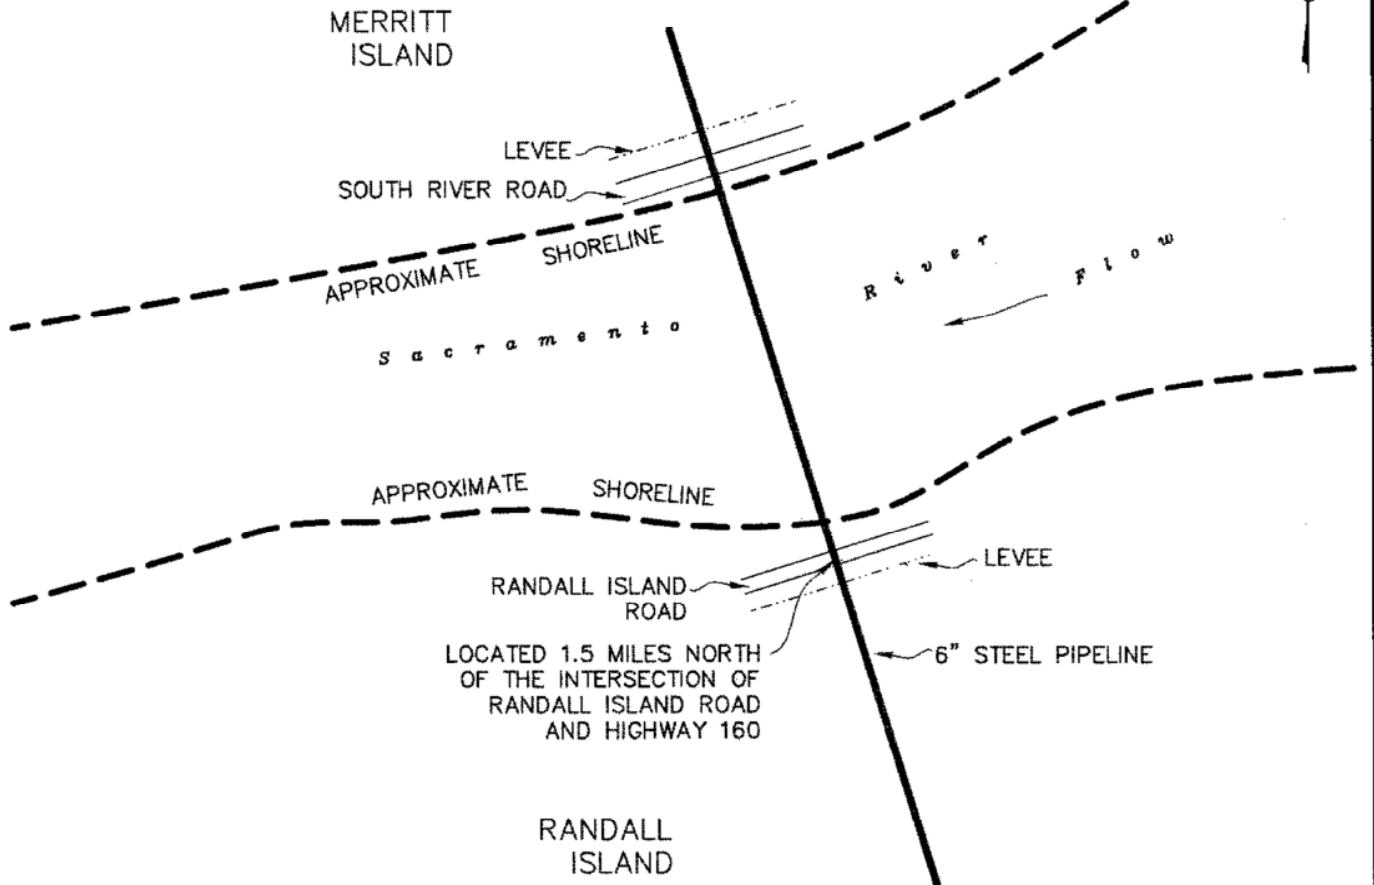 MERRITT
ISLAND
LEVEE
SOUTH RIVER ROAD
APPROXIMATE SHORELINE
River
Flow
Sacramento
APPROXIMATE SHORELINE
RANDALL ISLAND
ROAD
LEVEE
LOCATED 1.5 MILES NORTH
OF THE INTERSECTION OF
RANDALL ISLAND ROAD
AND HIGHWAY 160
6" STEEL PIPELINE
RANDALL
ISLAND